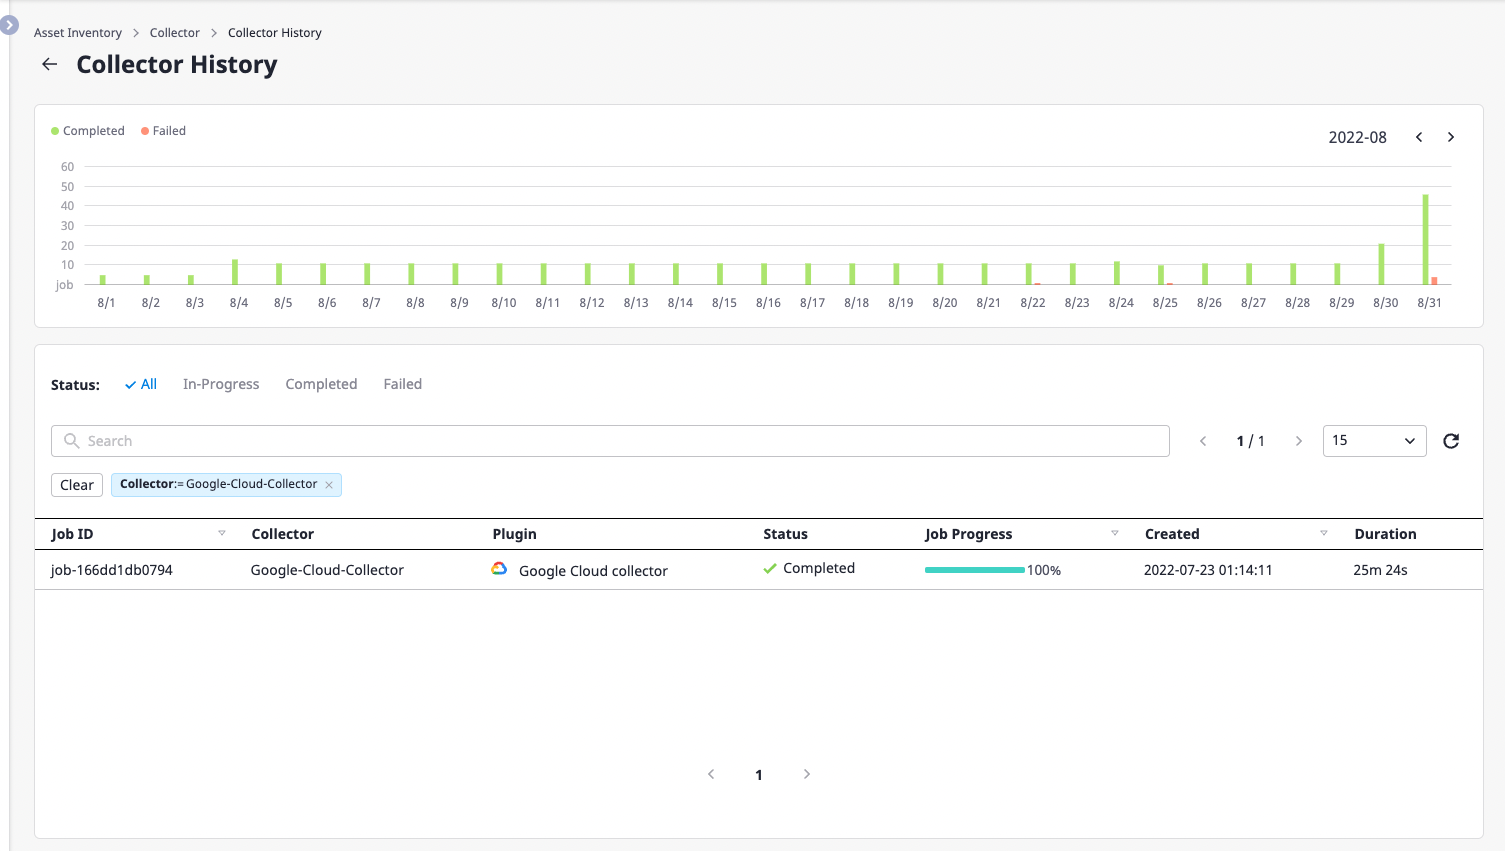 Asset Inventory > Collector > Collector History
Collector History
Completed Failed
2022-08
60
50
40
30
20
10
job
8/1 8/2 8/3 8/4 8/5 8/6 8/7 8/8 8/9 8/10 8/11 8/12 8/13 8/14 8/15 8/16 8/17 8/18 8/19 8/20 8/21 8/22 8/23 8/24 8/25 8/26 8/27 8/28 8/29 8/30 8/31
Status: All In-Progress Completed Failed
Search 1 / 1 15
Clear Collector:= Google-Cloud-Collector ×
Job ID Collector Plugin Status Job Progress Created Duration
job-166dd1db0794 Google-Cloud-Collector Google Cloud collector Completed 100% 2022-07-23 01:14:11 25m 24s
1